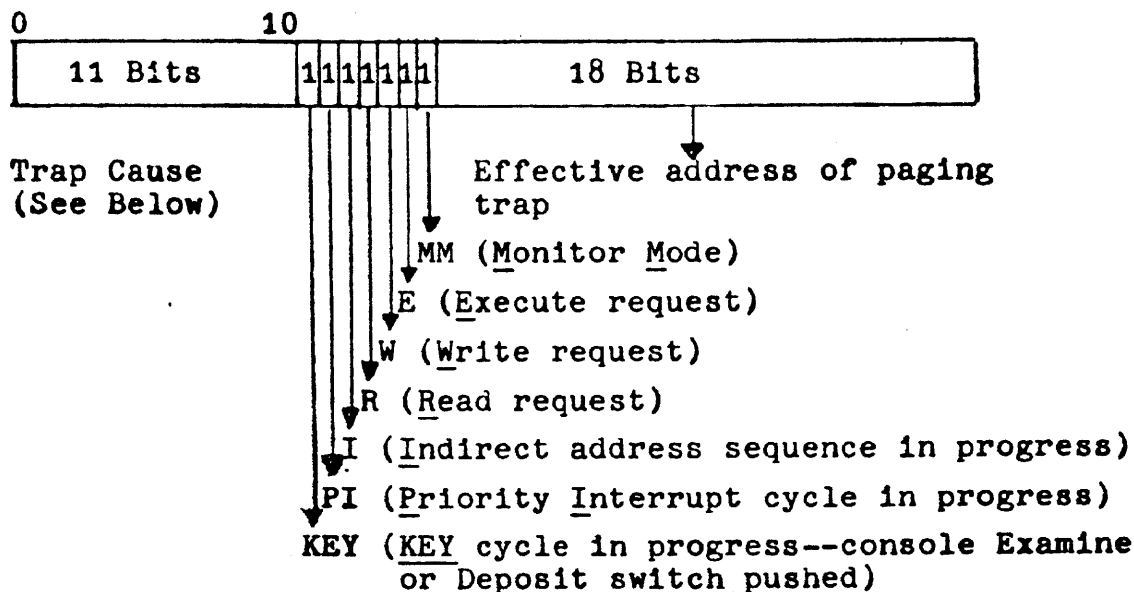 0 10
11 Bits 1 1 1 1 1 1 1 18 Bits
Trap Cause
(See Below)
Effective address of paging
trap
MM (Monitor Mode)
E (Execute request)
W (Write request)
R (Read request)
I (Indirect address sequence in progress)
PI (Priority Interrupt cycle in progress)
KEY (KEY cycle in progress--console Examine
or Deposit switch pushed)